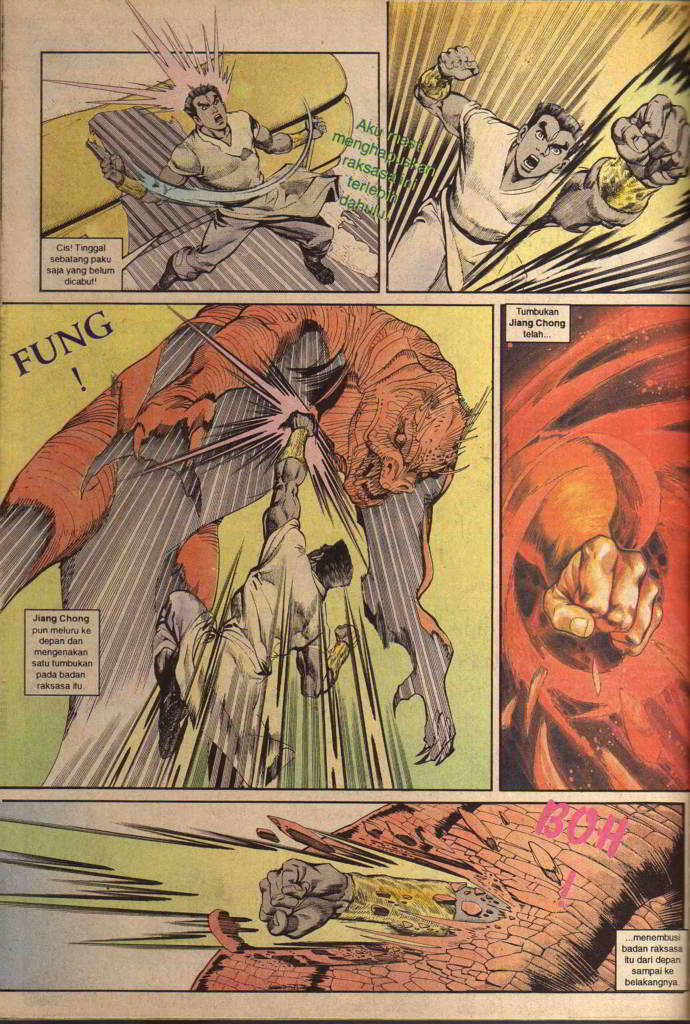 Cis! Tinggal
sebatang paku
saja yang belum
dicabut!
Aku mest
menghapuskan
raksasa ini
terlebih
dahulu!
FUNG
!
Jiang Chong
pun meluru ke
depan dan
mengenakan
satu tumbukan
pada badan
raksasa itu.
Tumbukan
Jiang Chong
telah...
BOH
!
...menembusi
badan raksasa
itu dari depan
sampai ke
belakangnya.